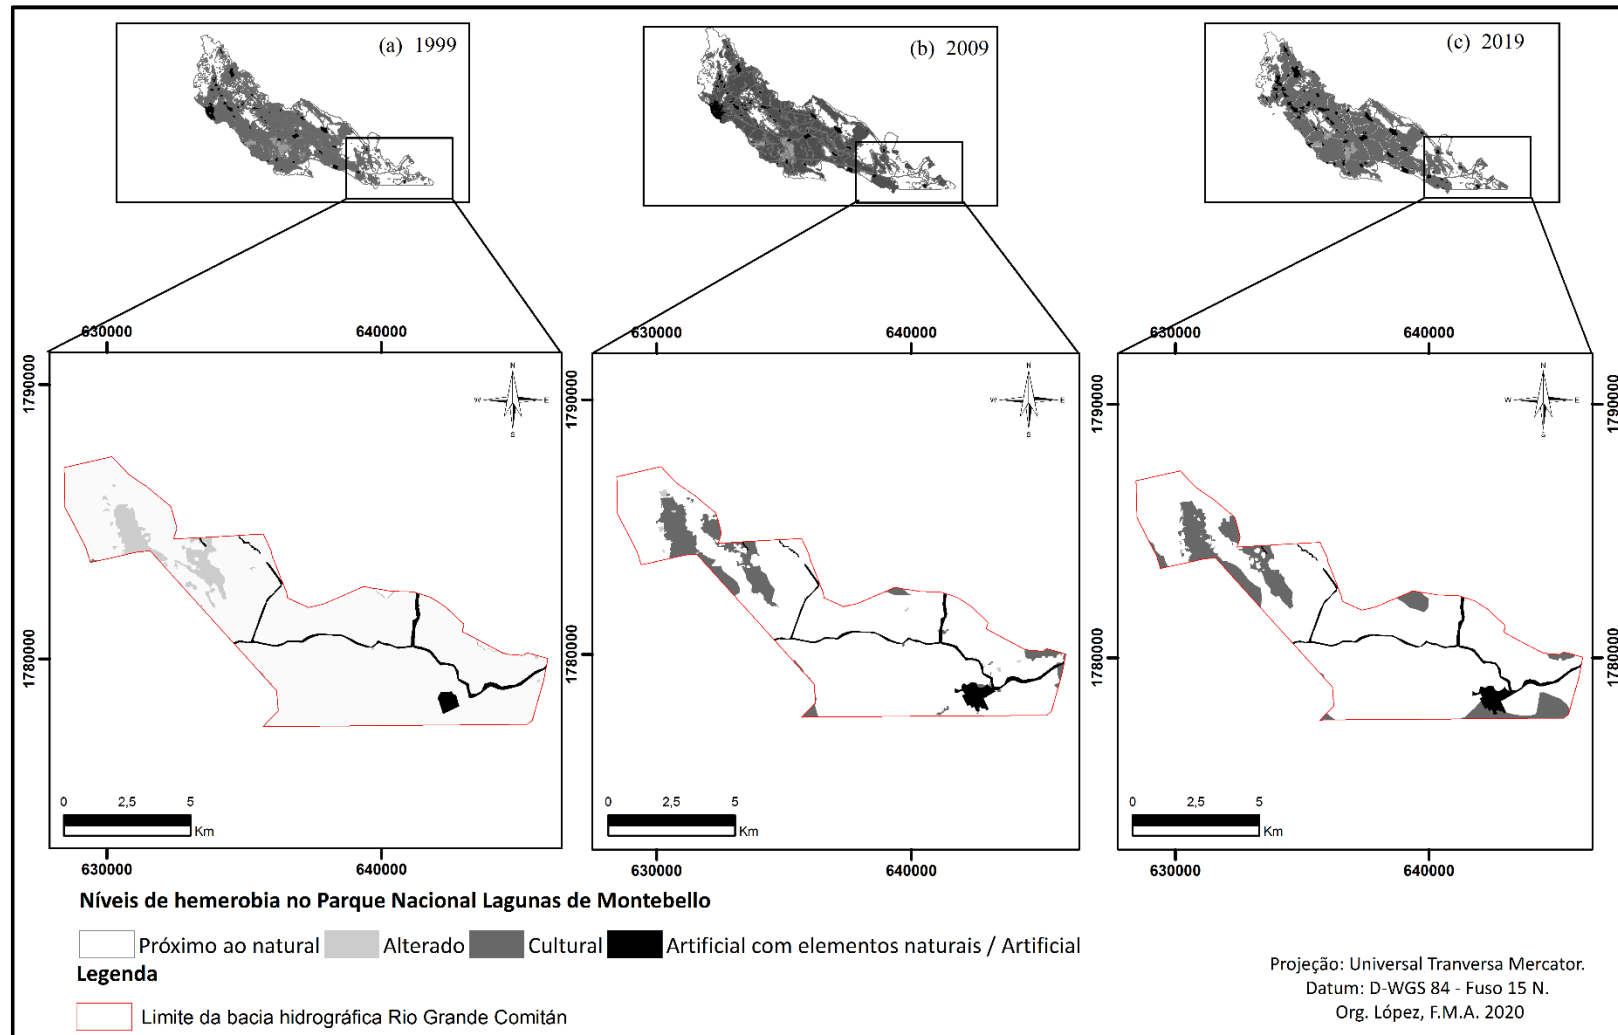 (a) 1999
(b) 2009
(c) 2019
630000
640000
630000
640000
630000
640000
1790000
1790000
1790000
1790000
N
W
E
S
N
W
E
S
N
W
E
S
1780000
1780000
1780000
1780000
0
2,5
5
Km
0
2,5
5
Km
0
2,5
5
Km
630000
640000
630000
640000
630000
640000
Níveis de hemerobia no Parque Nacional Lagunas de Montebello
Próximo ao natural
Alterado
Cultural
Artificial com elementos naturais / Artificial
Legenda
Limite da bacia hidrográfica Rio Grande Comitán
Projeção: Universal Tranversa Mercator.
Datum: D-WGS 84 - Fuso 15 N.
Org. López, F.M.A. 2020